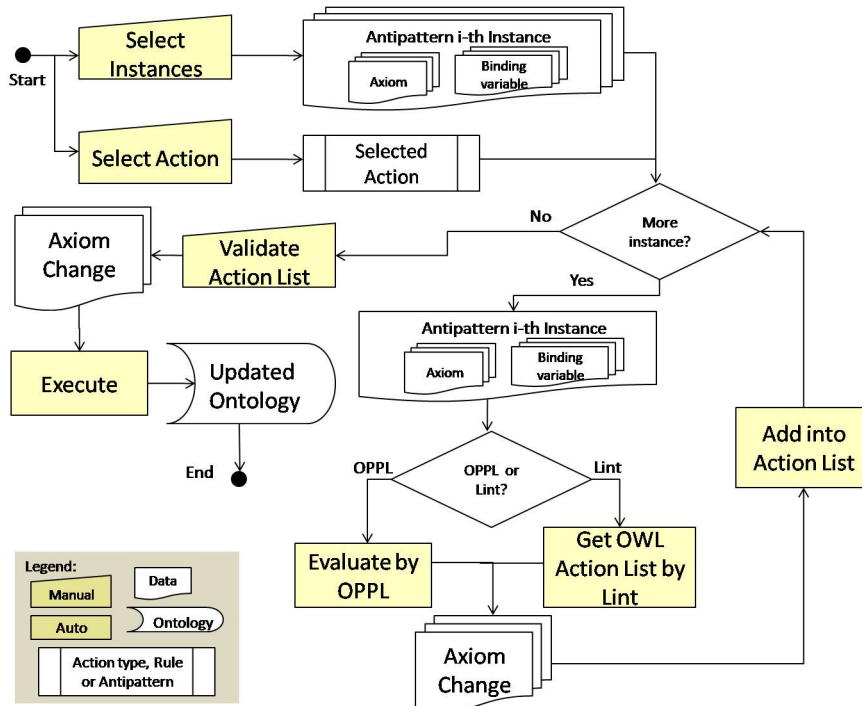 Start
Select
Instances
Antipattern i-th Instance
Axiom
Binding
variable
Select Action
Selected
Action
More
instance?
No
Yes
Validate
Action List
Axiom
Change
Execute
Updated
Ontology
End
Antipattern i-th Instance
Axiom
Binding
variable
OPPL or
Lint?
OPPL
Lint
Evaluate by
OPPL
Get OWL
Action List by
Lint
Axiom
Change
Add into
Action List
Legend:
Manual
Data
Auto
Ontology
Action type, Rule
or Antipattern